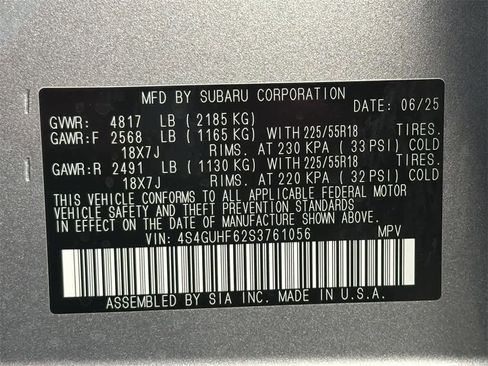 MFD BY SUBARU CORPORATION
DATE: 06/25
GVWR: 4817 LB ( 2185 KG)
GAWR:F 2568 LB ( 1165 KG) WITH 225/55R18 TIRES.
18X7J RIMS. AT 230 KPA ( 33 PSI) COLD
GAWR:R 2491 LB ( 1130 KG) WITH 225/55R18 TIRES.
18X7J RIMS. AT 220 KPA ( 32 PSI) COLD
THIS VEHICLE CONFORMS TO ALL APPLICABLE FEDERAL MOTOR
VEHICLE SAFETY AND THEFT PREVENTION STANDARDS
IN EFFECT ON THE DATE OF MANUFACTURE SHOWN ABOVE.
VIN: 4S4GUHF62S3761056 MPV
ASSEMBLED BY SIA INC. MADE IN U.S.A.